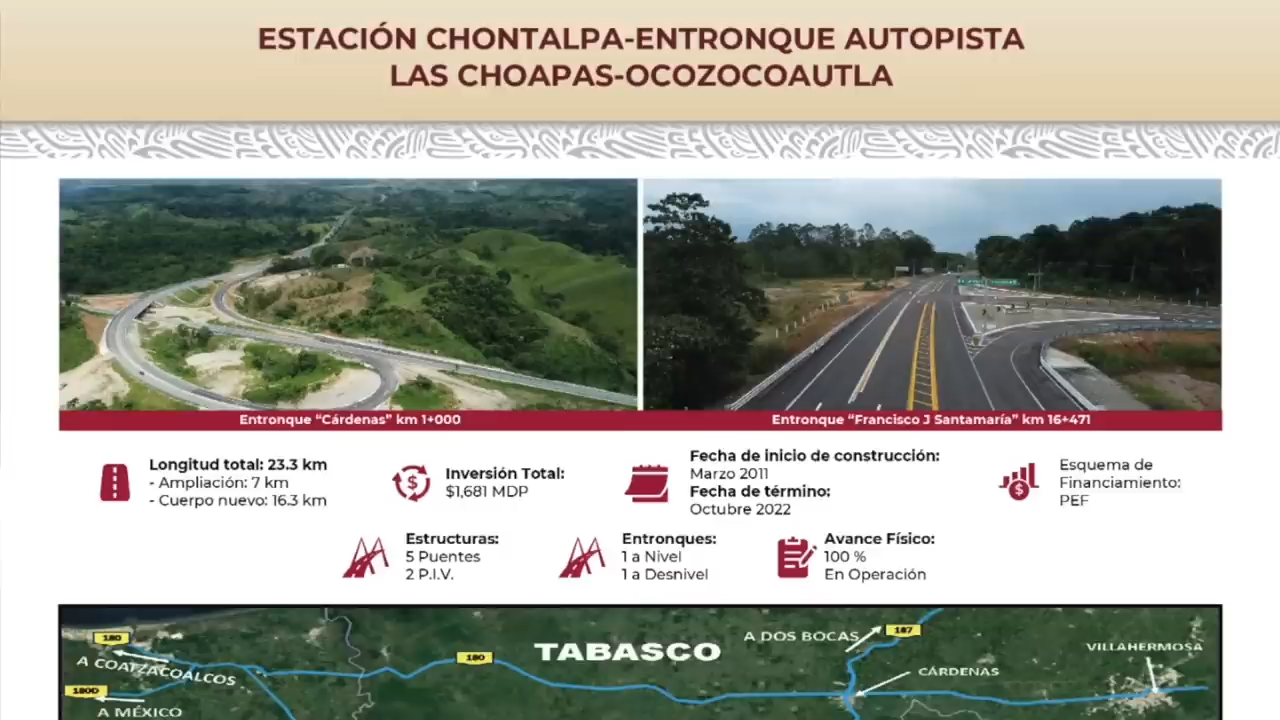 ESTACIÓN CHONTALPA-ENTRONQUE AUTOPISTA
LAS CHOAPAS-OCOZOCOAUTLA
Entronque “Cárdenas” km 1+000
Entronque “Francisco J Santamaría” km 16+471
Longitud total: 23.3 km
- Ampliación: 7 km
- Cuerpo nuevo: 16.3 km
Inversión Total:
$1,681 MDP
Fecha de inicio de construcción:
Marzo 2011
Fecha de término:
Octubre 2022
Esquema de
Financiamiento:
PEF
Estructuras:
5 Puentes
2 P.I.V.
Entronques:
1 a Nivel
1 a Desnivel
Avance Físico:
100 %
En Operación
180
A COATZACOALCOS
180D
A MÉXICO
180
TABASCO
A DOS BOCAS
187
CÁRDENAS
VILLAHERMOSA